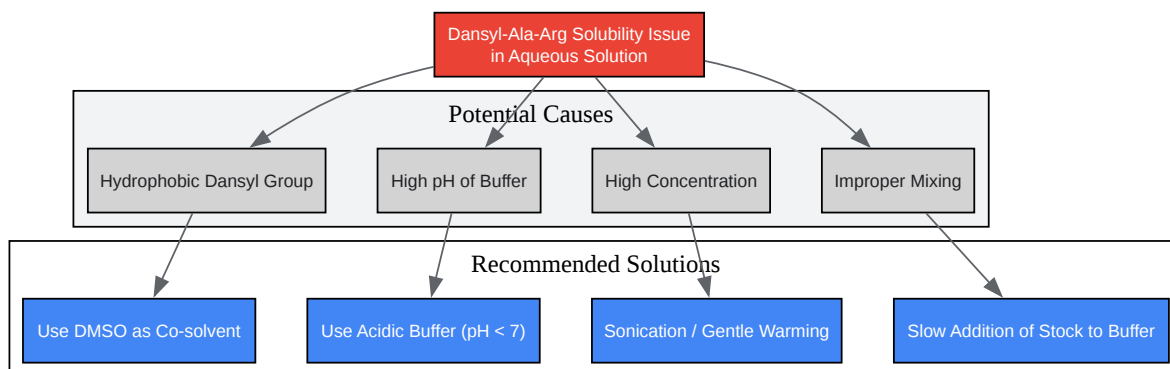 Dansyl-Ala-Arg Solubility Issue
in Aqueous Solution
Potential Causes
Hydrophobic Dansyl Group
High pH of Buffer
High Concentration
Improper Mixing
Recommended Solutions
Use DMSO as Co-solvent
Use Acidic Buffer (pH < 7)
Sonication / Gentle Warming
Slow Addition of Stock to Buffer